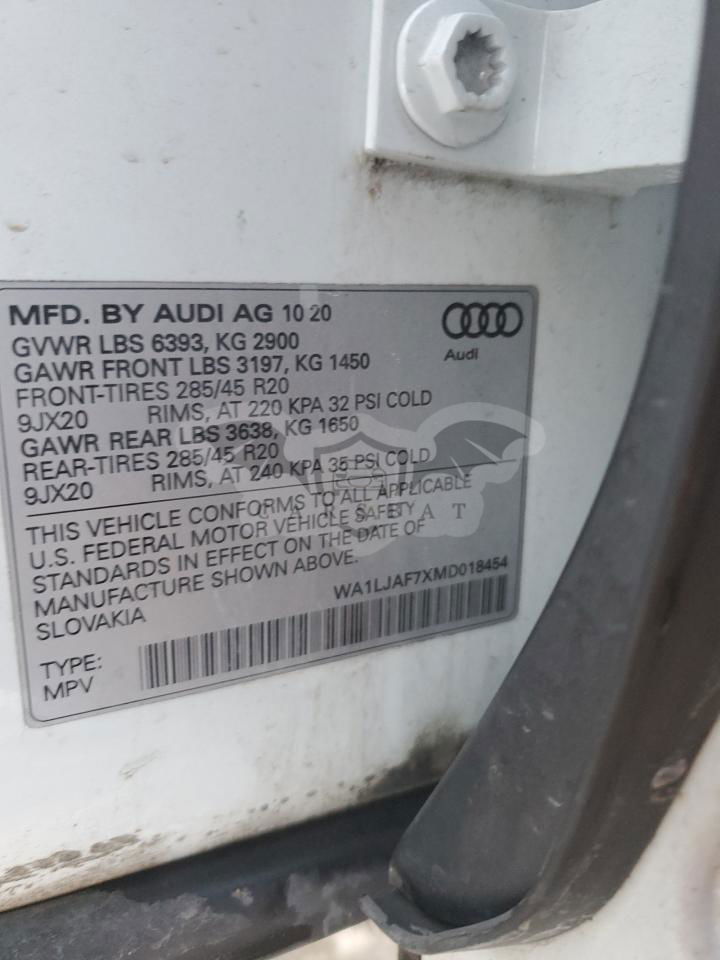 MFD. BY AUDI AG 10 20
Audi
GVWR LBS 6393, KG 2900
GAWR FRONT LBS 3197, KG 1450
FRONT-TIRES 285/45 R20
9JX20 RIMS, AT 220 KPA 32 PSI COLD
GAWR REAR LBS 3638, KG 1650
REAR-TIRES 285/45 R20
9JX20 RIMS, AT 240 KPA 35 PSI COLD
THIS VEHICLE CONFORMS TO ALL APPLICABLE
U.S. FEDERAL MOTOR VEHICLE SAFETY
STANDARDS IN EFFECT ON THE DATE OF
MANUFACTURE SHOWN ABOVE.
SLOVAKIA
WA1LJAF7XMD018454
TYPE:
MPV